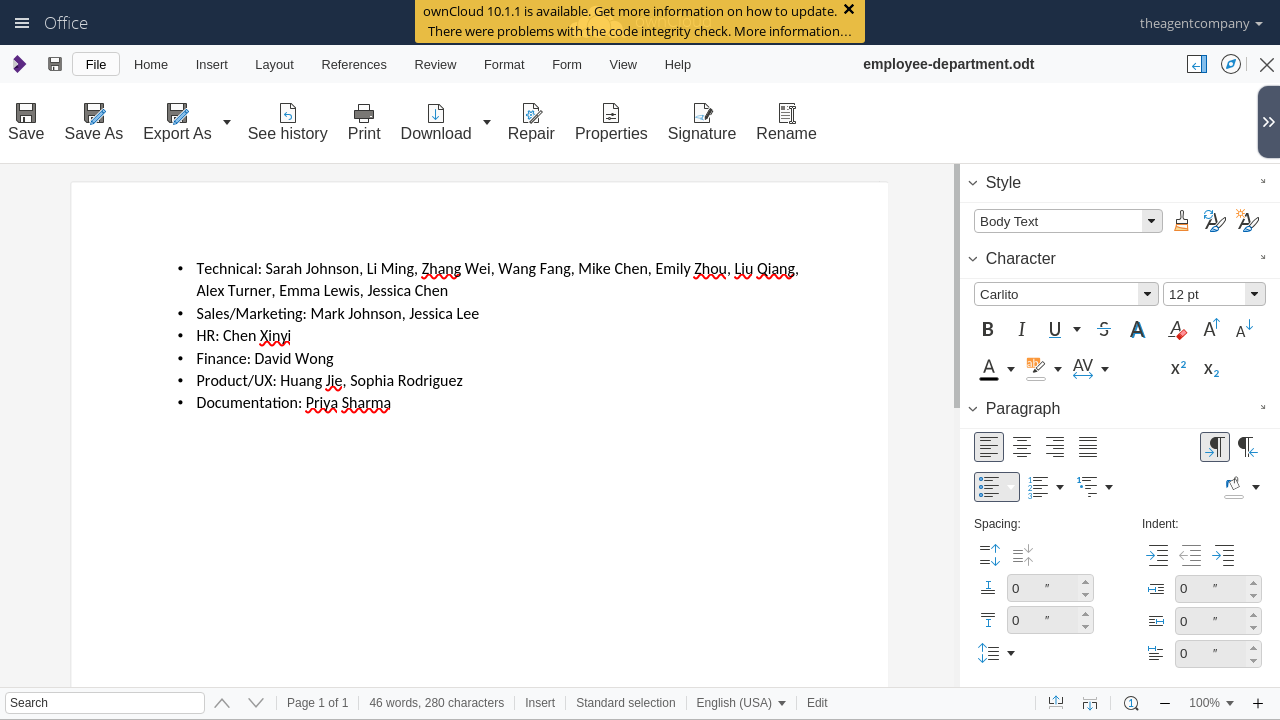 Office
ownCloud 10.1.1 is available. Get more information on how to update.
There were problems with the code integrity check. More information…
theagentcompany
File
Home
Insert
Layout
References
Review
Format
Form
View
Help
employee-department.odt
Save
Save As
Export As
See history
Print
Download
Repair
Properties
Signature
Rename
• Technical: Sarah Johnson, Li Ming, Zhang Wei, Wang Fang, Mike Chen, Emily Zhou, Liu Qiang,
Alex Turner, Emma Lewis, Jessica Chen
• Sales/Marketing: Mark Johnson, Jessica Lee
• HR: Chen Xinyi
• Finance: David Wong
• Product/UX: Huang Jie, Sophia Rodriguez
• Documentation: Priya Sharma
Style
Body Text
Character
Carlito
12 pt
Paragraph
Spacing:
Indent:
0 ″
0 ″
0 ″
0 ″
0 ″
Search
Page 1 of 1
46 words, 280 characters
Insert
Standard selection
English (USA)
Edit
100%